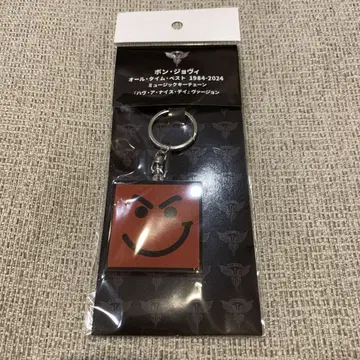 ボン・ジョヴィ
オール・タイム・ベスト 1984-2024
ミュージックキーチェーン
「ハヴ・ア・ナイス・デイ」ヴァージョン